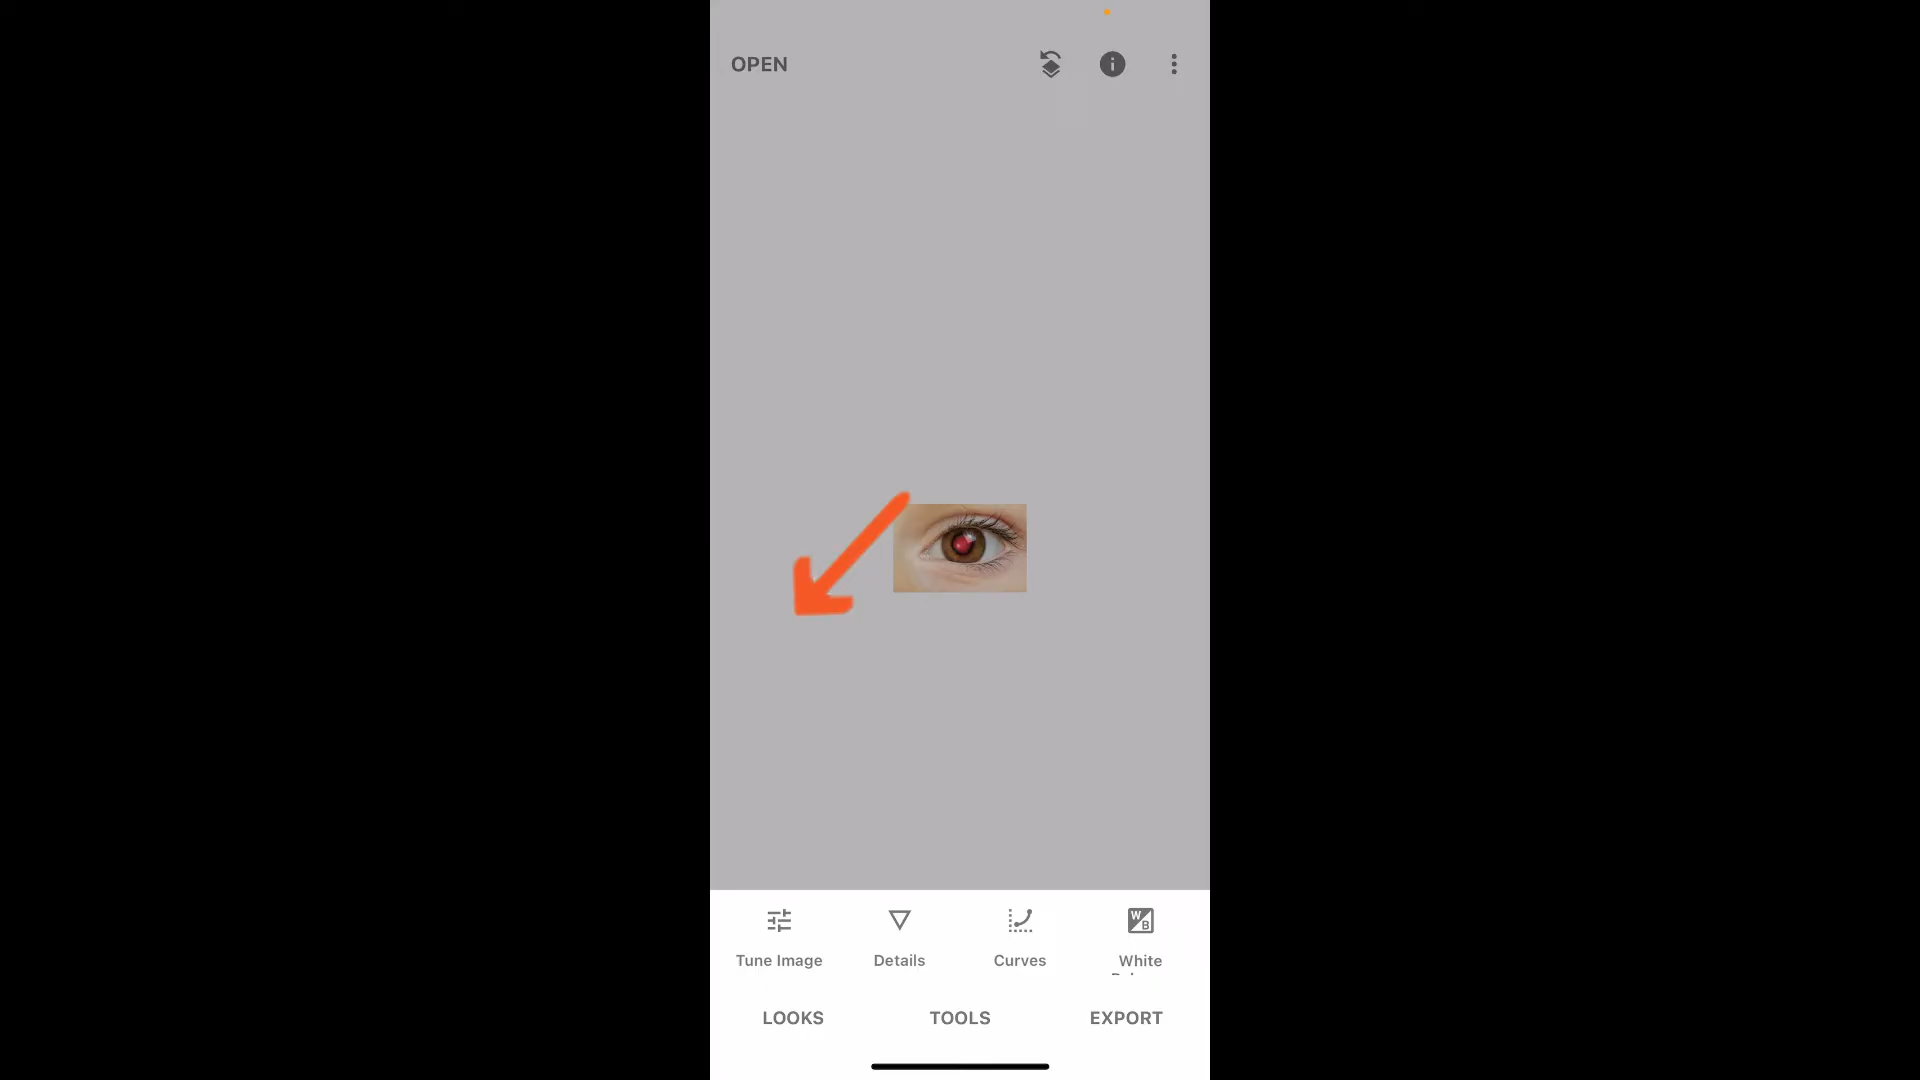 OPEN
Tune Image
Details
Curves
White
LOOKS
TOOLS
EXPORT